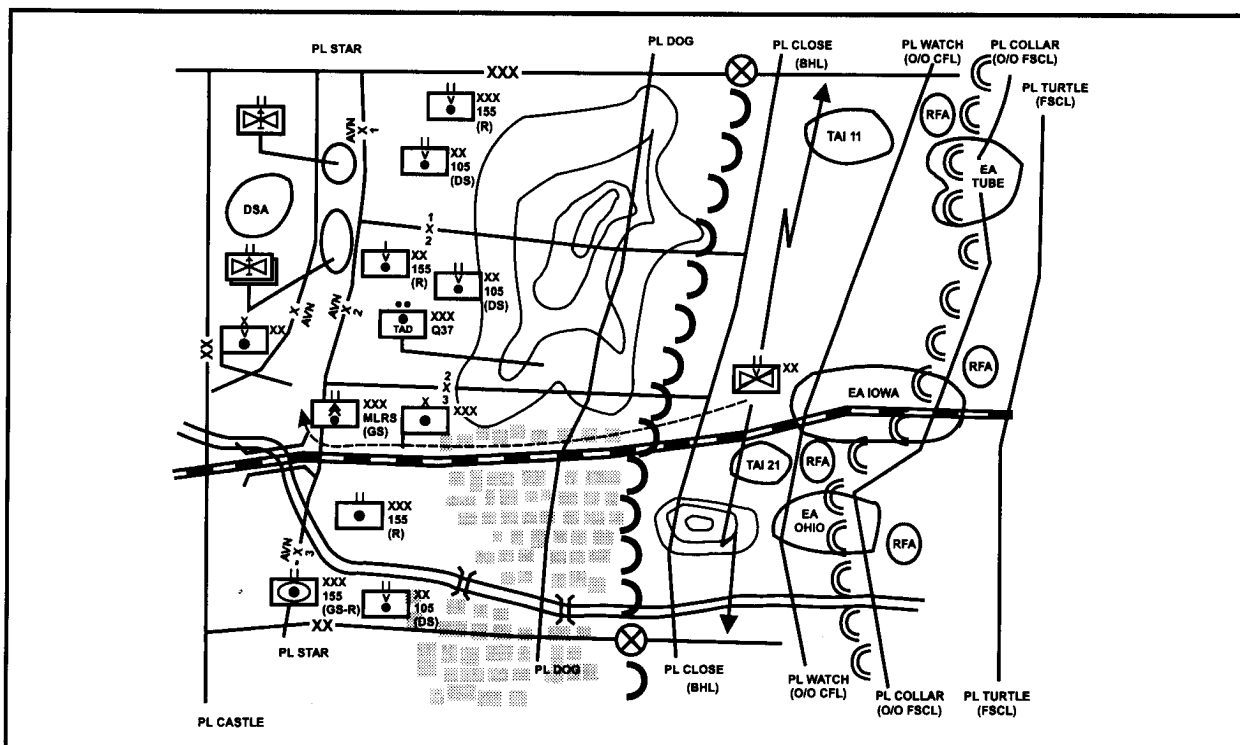 PL STAR
PL DOG
PL CLOSE
(BHL)
PL WATCH
(O/O CFL)
PL COLLAR
(O/O FSCL)
PL TURTLE
(FSCL)
XXX
AVN
X
1
XXX
155
(R)
TAI 11
RFA
XX
105
(DS)
EA
TUBE
DSA
1
X
2
XX
155
(R)
XX
105
(DS)
X
AVN
AVN
X
2
XXX
Q37
TAD
X
XX
XX
XX
RFA
2
X
3
EA IOWA
XXX
MLRS
(GS)
X
XXX
TAI 21
RFA
XXX
155
(R)
EA
OHIO
RFA
AVN
X
3
XXX
155
(GS-R)
XX
105
(DS)
XX
PL STAR
PL DOG
PL CLOSE
(BHL)
PL WATCH
(O/O CFL)
PL COLLAR
(O/O FSCL)
PL TURTLE
(FSCL)
PL CASTLE